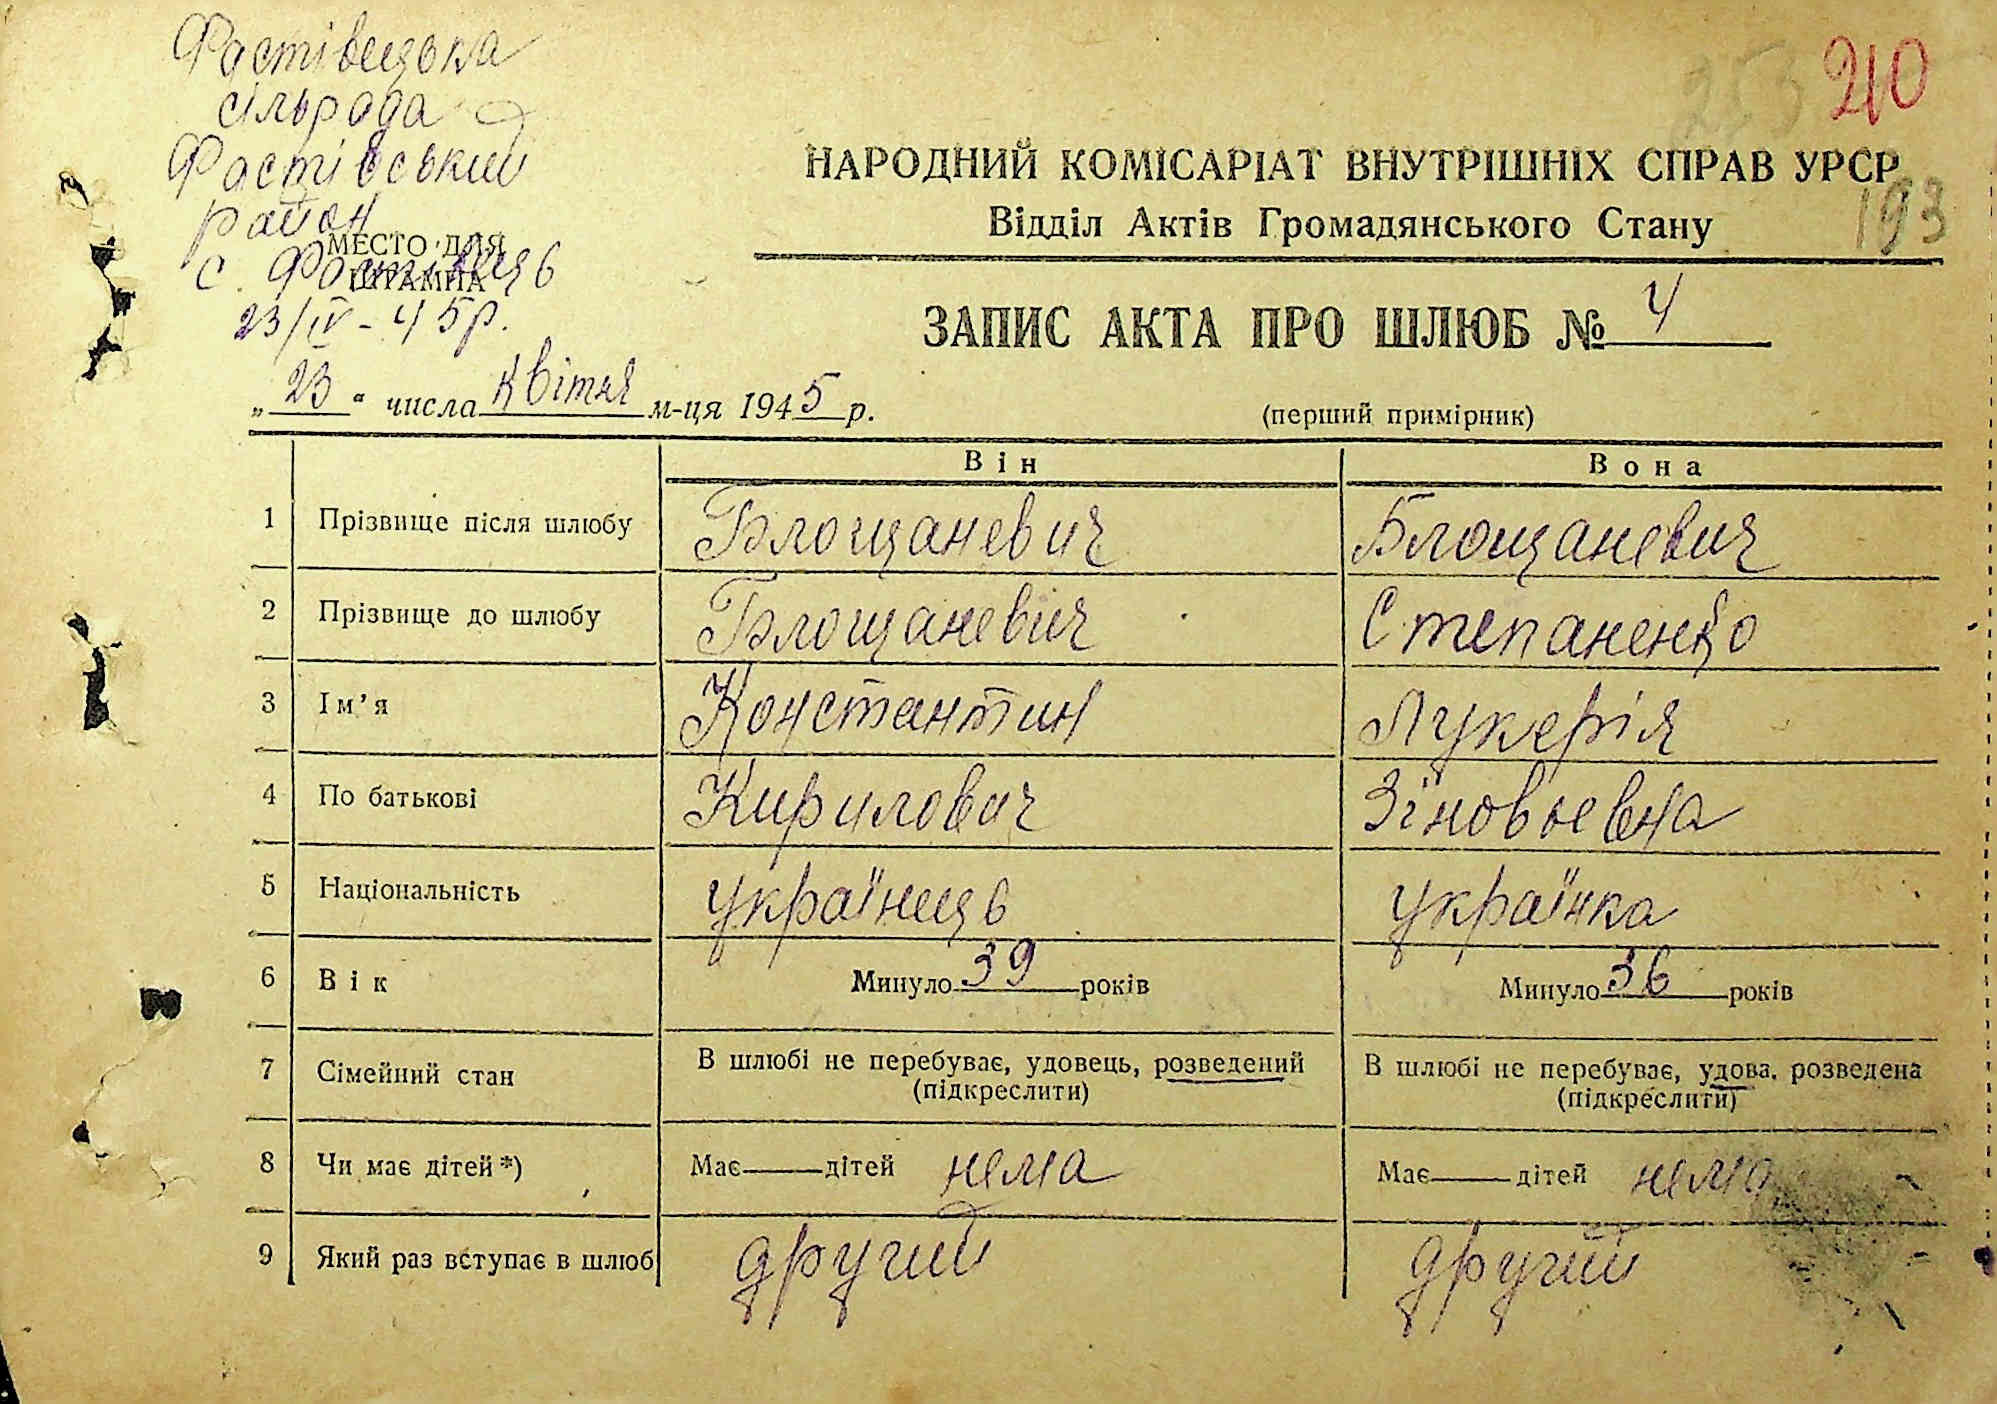 Фастівецька
сільрада
Фастівський
район
с. Фастівець
23/IV - 45р.
МЕСТО ДЛЯ
ШТАМПА
253 210
193
НАРОДНИЙ КОМІСАРІАТ ВНУТРІШНІХ СПРАВ УРСР
Відділ Актів Громадянського Стану
ЗАПИС АКТА ПРО ШЛЮБ № 4
„23“ числа квітня м-ця 1945 р.
(перший примірник)
Він Вона
1 Прізвище після шлюбу Блощаневич Блощаневич
2 Прізвище до шлюбу Блощаневич Степаненко
3 Ім’я Константин Лукерія
4 По батькові Кирилович Зіновьевна
5 Національність українець українка
6 Вік Минуло 39 років Минуло 36 років
7 Сімейний стан В шлюбі не перебуває, удовець, розведений В шлюбі не перебуває, удова, розведена
(підкреслити) (підкреслити)
8 Чи має дітей *) Має дітей нема Має дітей нема
9 Який раз вступає в шлюб другий другий